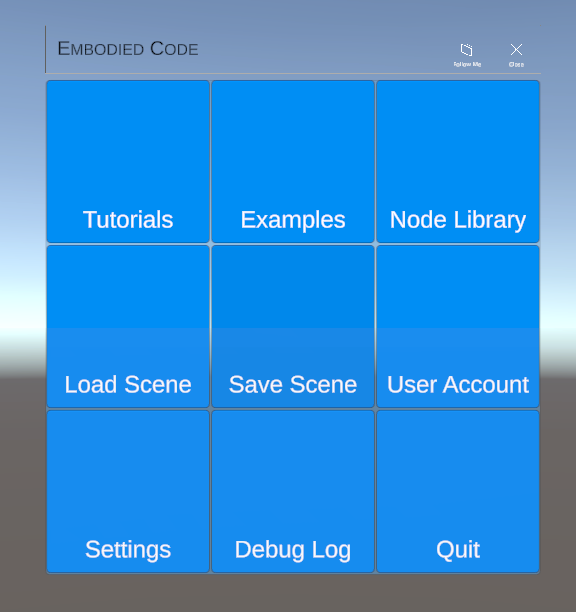 Embodied Code
Follow Me
Close
Tutorials
Examples
Node Library
Load Scene
Save Scene
User Account
Settings
Debug Log
Quit